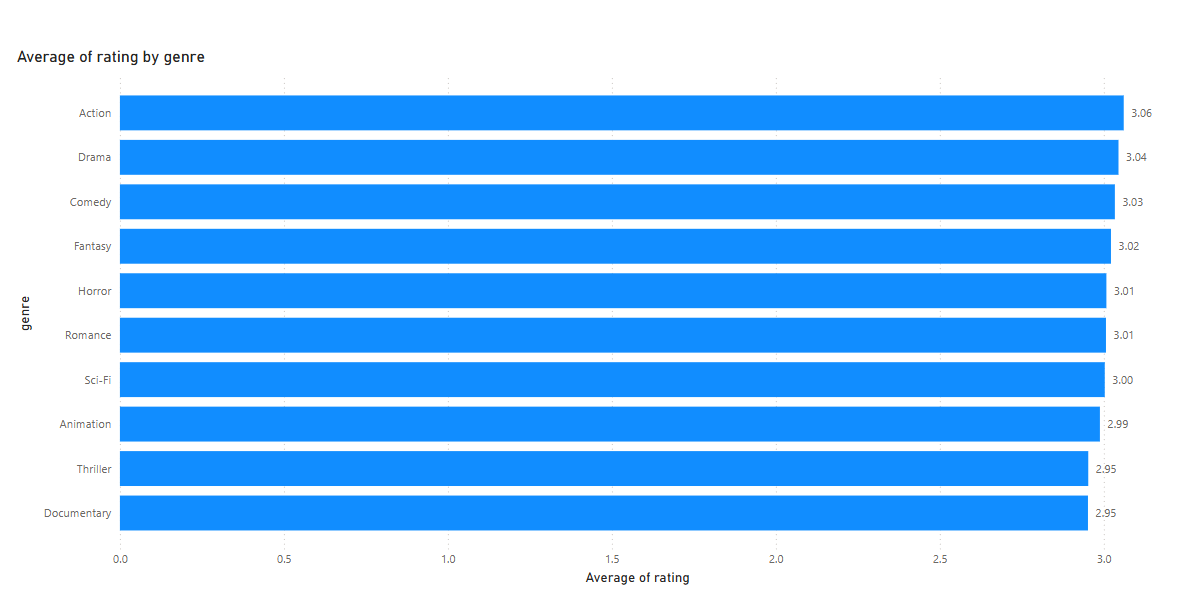 Average of rating by genre
genre
Action 3.06
Drama 3.04
Comedy 3.03
Fantasy 3.02
Horror 3.01
Romance 3.01
Sci-Fi 3.00
Animation 2.99
Thriller 2.95
Documentary 2.95
0.0 0.5 1.0 1.5 2.0 2.5 3.0
Average of rating